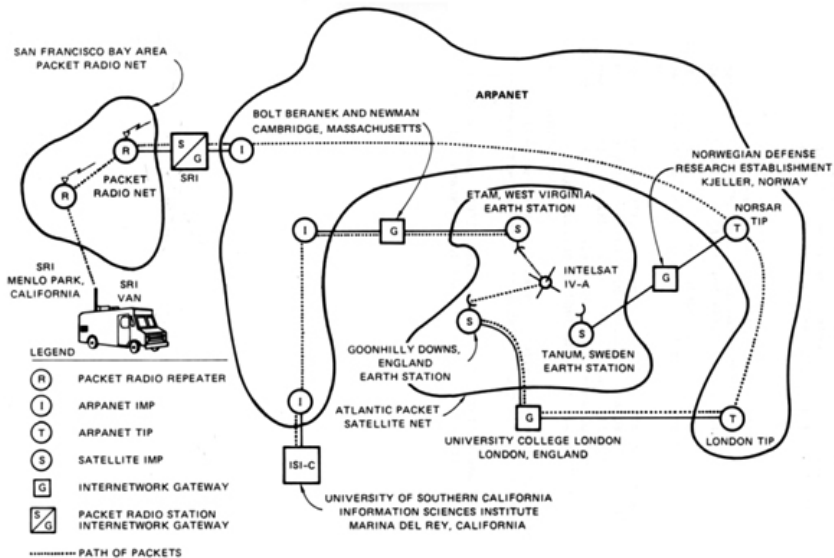 SAN FRANCISCO BAY AREA
PACKET RADIO NET
ARPANET
BOLT BERANEK AND NEWMAN
CAMBRIDGE, MASSACHUSETTS
NORWEGIAN DEFENSE
RESEARCH ESTABLISHMENT
KJELLER, NORWAY
R
S/G
I
PACKET
RADIO NET
SRI
R
ETAM, WEST VIRGINIA
EARTH STATION
NORSAR
TIP
I
G
S
T
SRI
MENLO PARK,
CALIFORNIA
SRI
VAN
INTELSAT
IV-A
G
S
S
GOONHILLY DOWNS,
ENGLAND
EARTH STATION
TANUM, SWEDEN
EARTH STATION
LEGEND
R PACKET RADIO REPEATER
I ARPANET IMP
T ARPANET TIP
S SATELLITE IMP
G INTERNETWORK GATEWAY
S/G PACKET RADIO STATION
INTERNETWORK GATEWAY
PATH OF PACKETS
I
ATLANTIC PACKET
SATELLITE NET
G
T
UNIVERSITY COLLEGE LONDON
LONDON, ENGLAND
LONDON TIP
ISI-C
UNIVERSITY OF SOUTHERN CALIFORNIA
INFORMATION SCIENCES INSTITUTE
MARINA DEL REY, CALIFORNIA